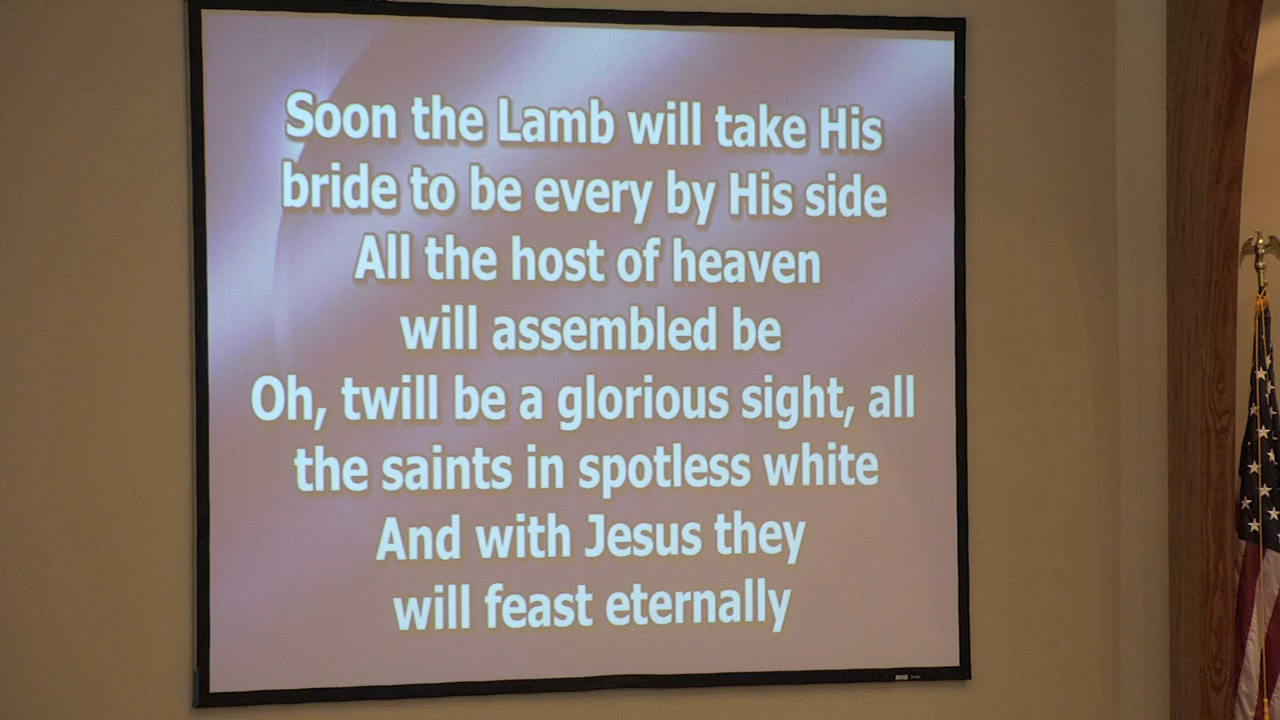 Soon the Lamb will take His
bride to be every by His side
All the host of heaven
will assembled be
Oh, twill be a glorious sight, all
the saints in spotless white
And with Jesus they
will feast eternally